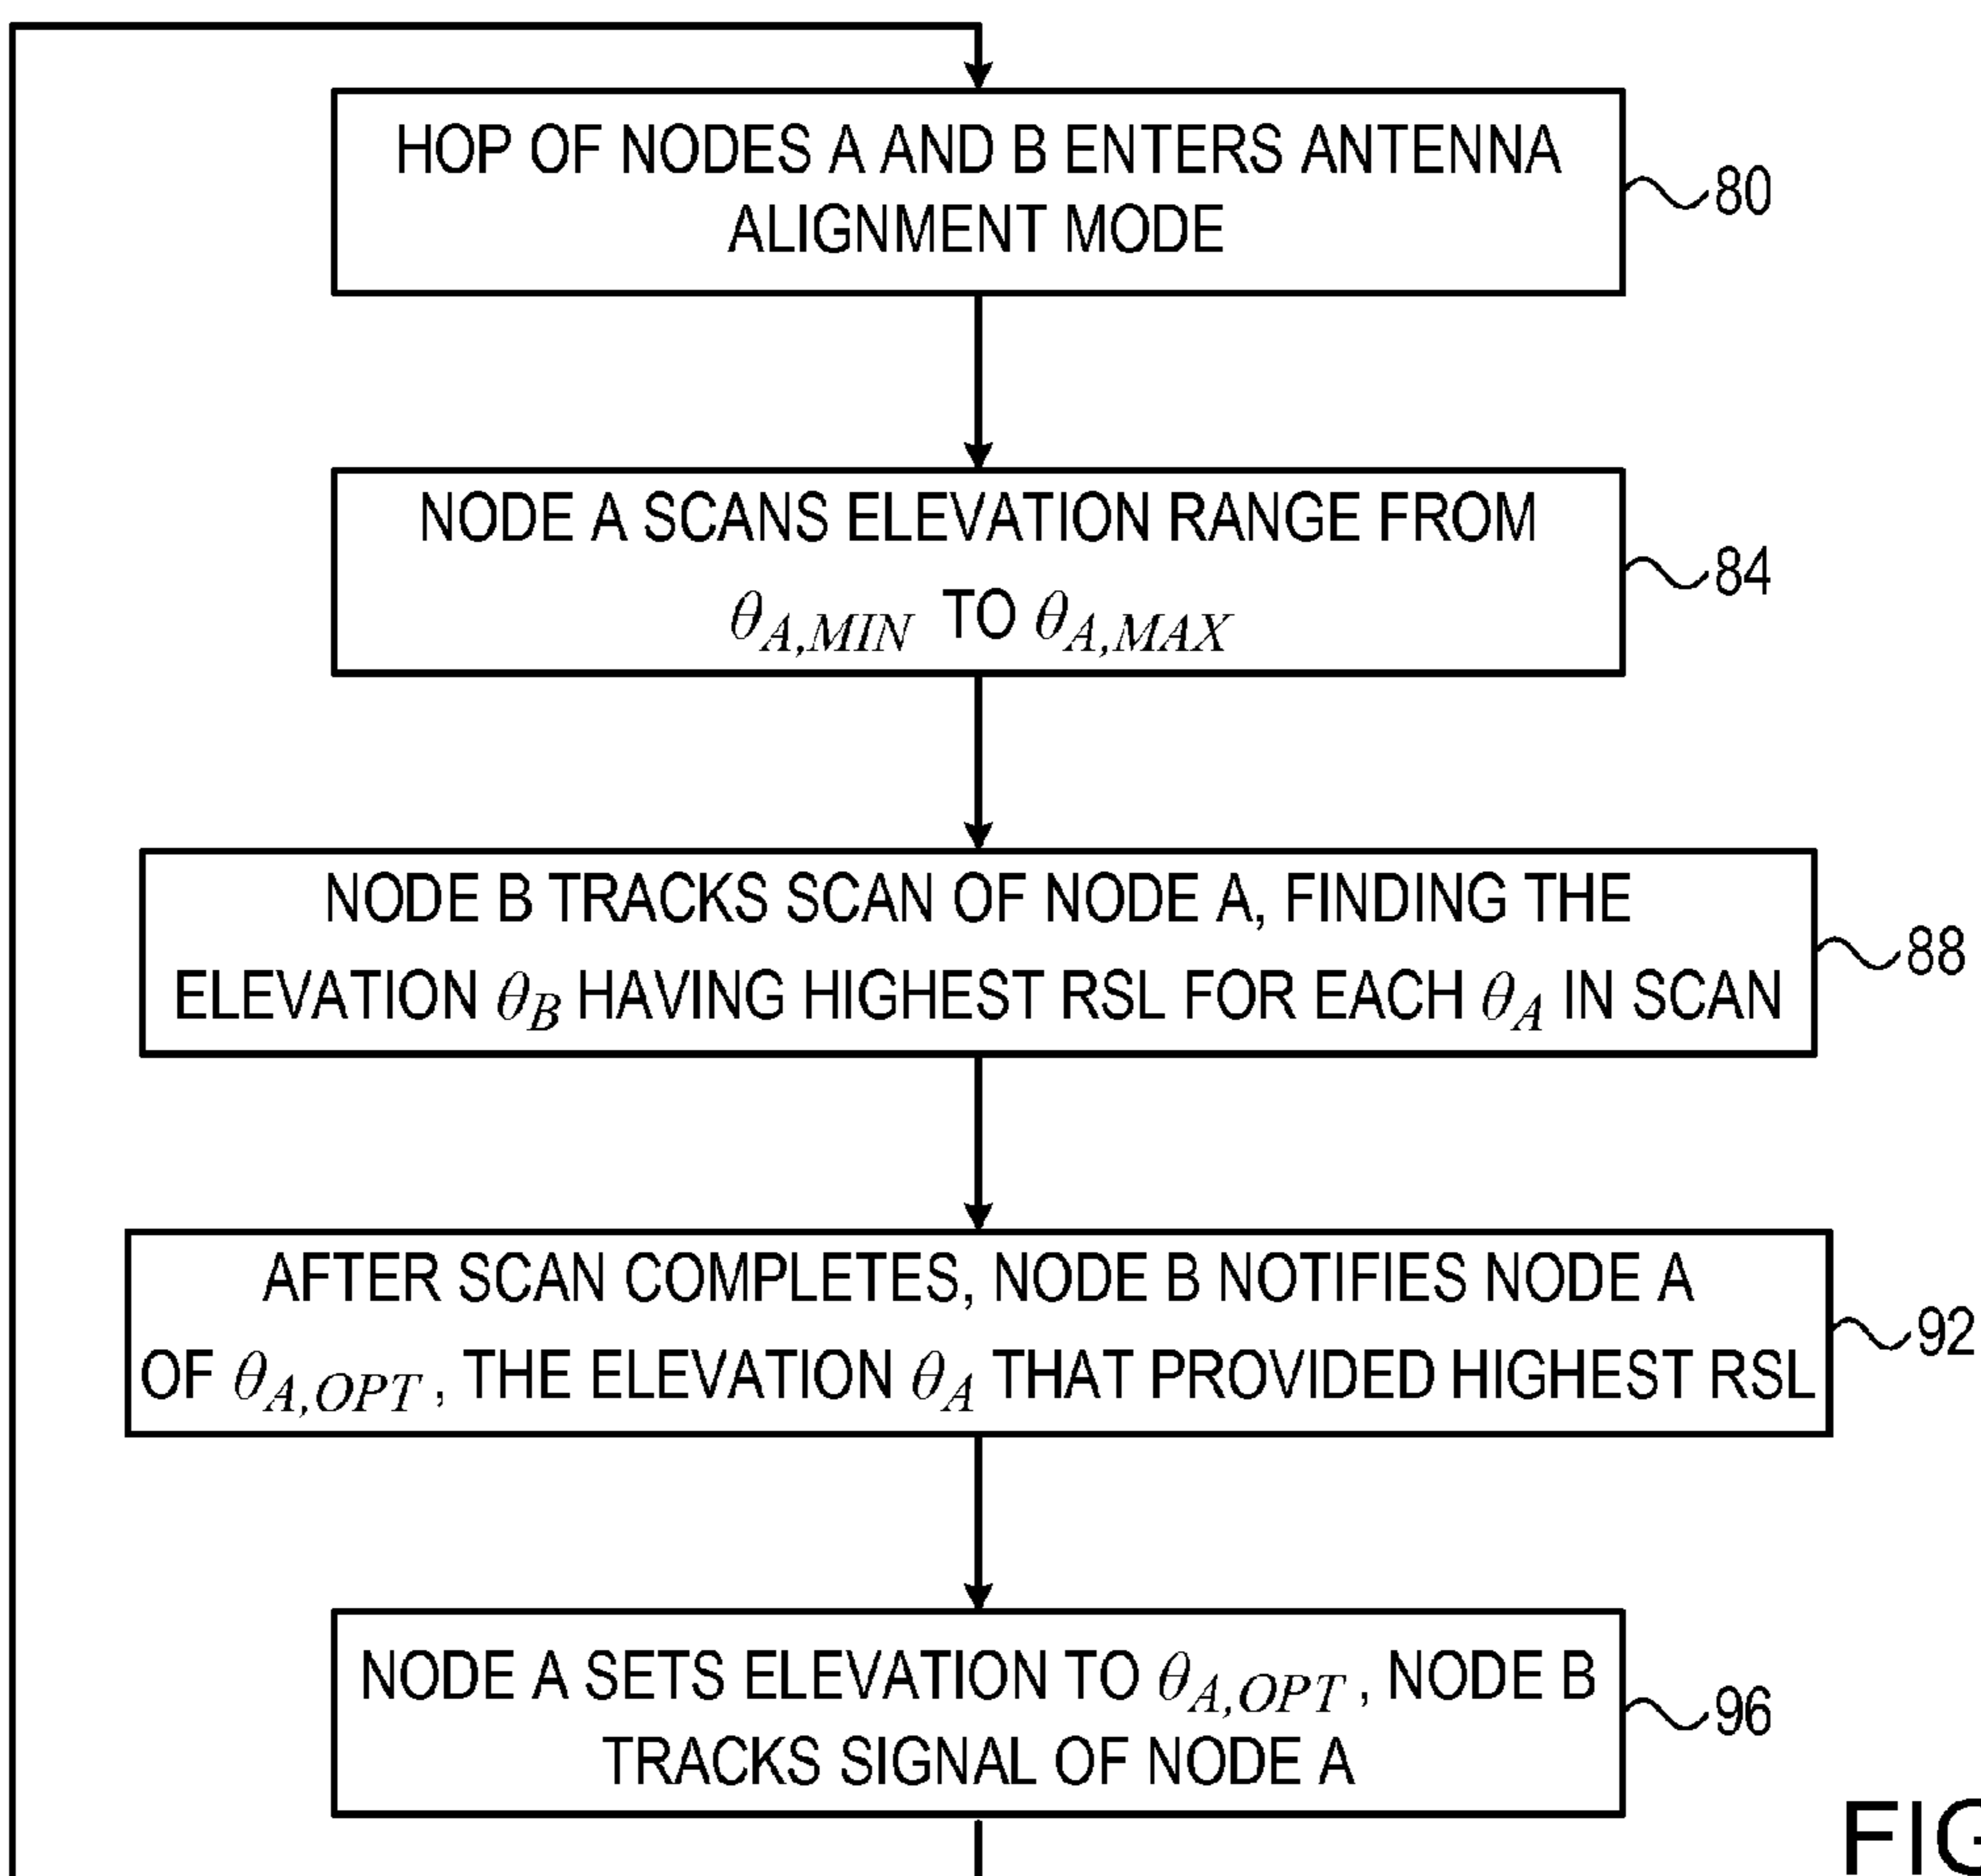 HOP OF NODES A AND B ENTERS ANTENNA
ALIGNMENT MODE
80
NODE A SCANS ELEVATION RANGE FROM
θA,MIN TO θA,MAX
84
NODE B TRACKS SCAN OF NODE A, FINDING THE
ELEVATION θB HAVING HIGHEST RSL FOR EACH θA IN SCAN
88
AFTER SCAN COMPLETES, NODE B NOTIFIES NODE A
OF θA,OPT, THE ELEVATION θA THAT PROVIDED HIGHEST RSL
92
NODE A SETS ELEVATION TO θA,OPT, NODE B
TRACKS SIGNAL OF NODE A
96